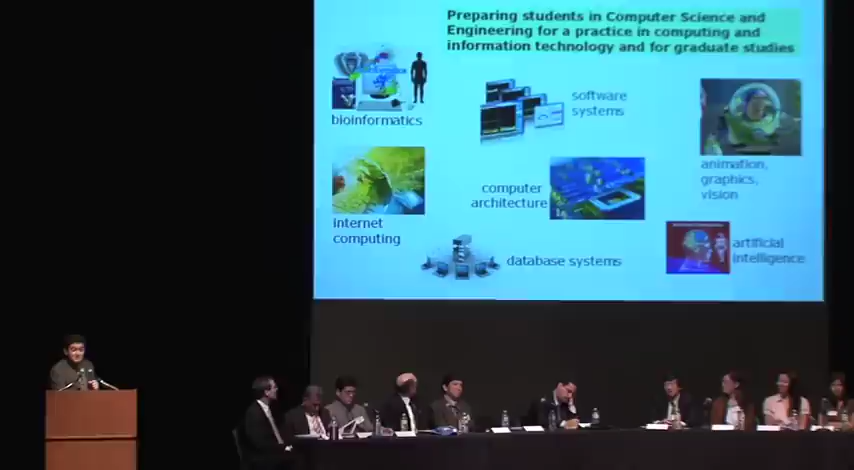 Preparing students in Computer Science and
Engineering for a practice in computing and
information technology and for graduate studies
bioinformatics
software
systems
animation,
graphics,
vision
computer
architecture
internet
computing
database systems
artificial
intelligence